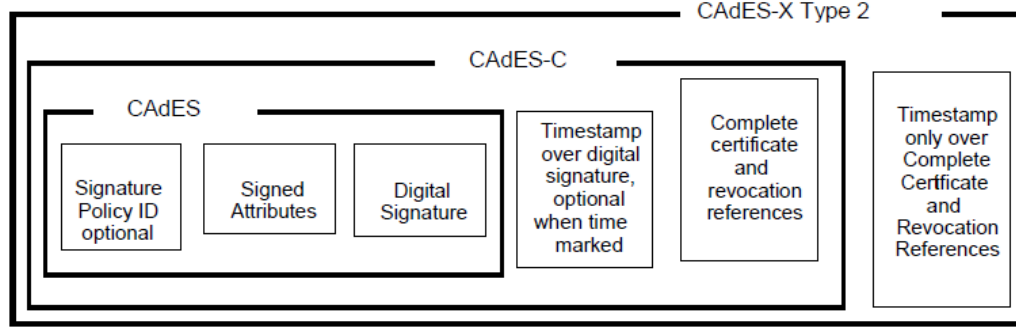 CAdES-X Type 2
CAdES-C
CAdES
Signature
Policy ID
optional
Signed
Attributes
Digital
Signature
Timestamp
over digital
signature,
optional
when time
marked
Complete
certificate
and
revocation
references
Timestamp
only over
Complete
Certficate
and
Revocation
References